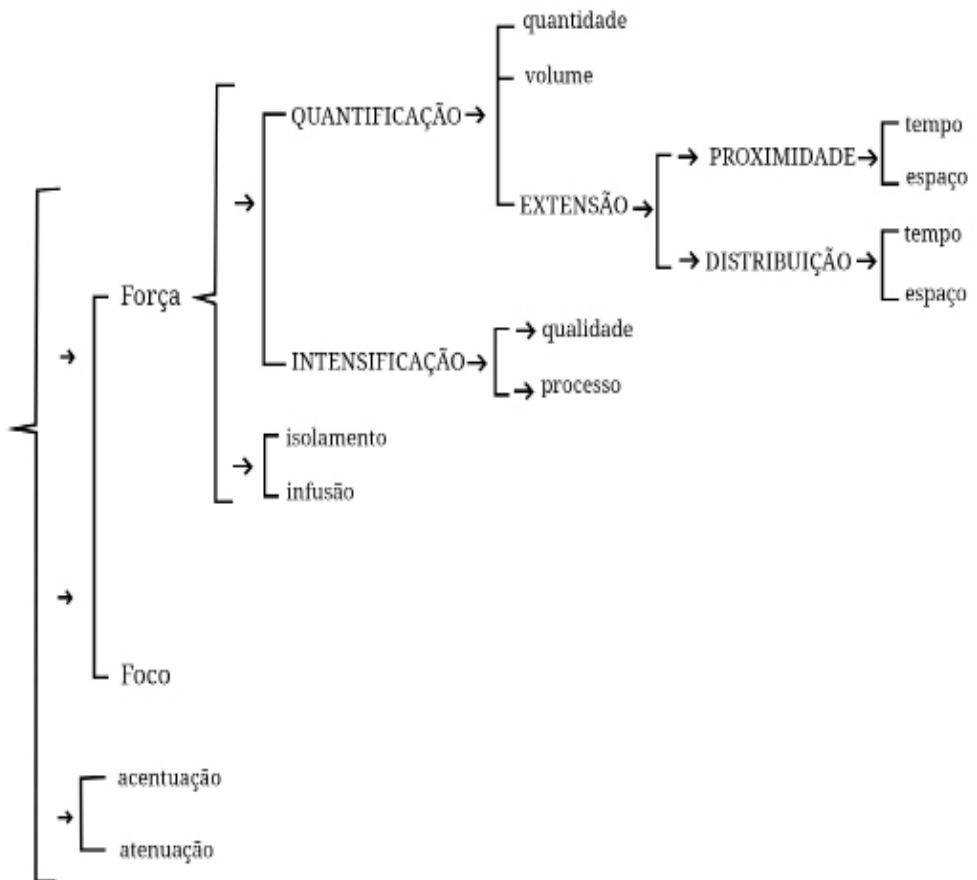 quantidade
volume
QUANTIFICAÇÃO
tempo
PROXIMIDADE
espaço
EXTENSÃO
tempo
DISTRIBUIÇÃO
espaço
Força
qualidade
INTENSIFICAÇÃO
processo
isolamento
infusão
Foco
acentuação
atenuação